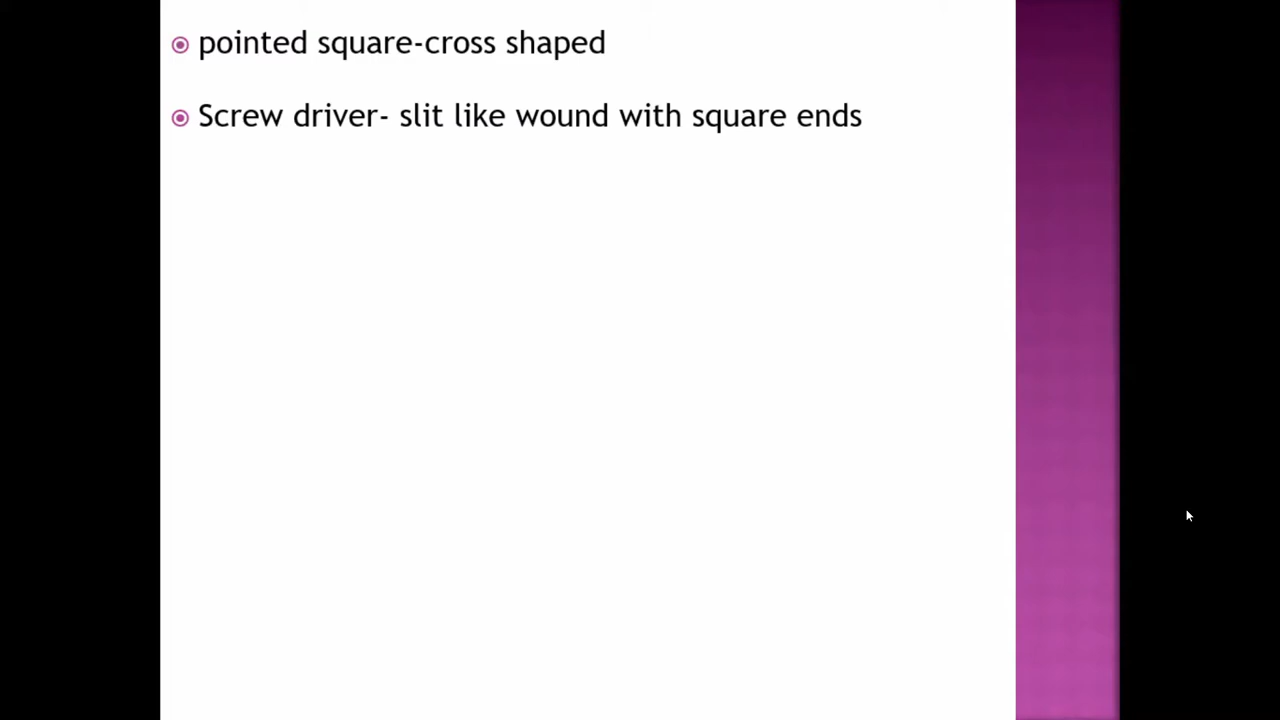 pointed square-cross shaped
Screw driver- slit like wound with square ends